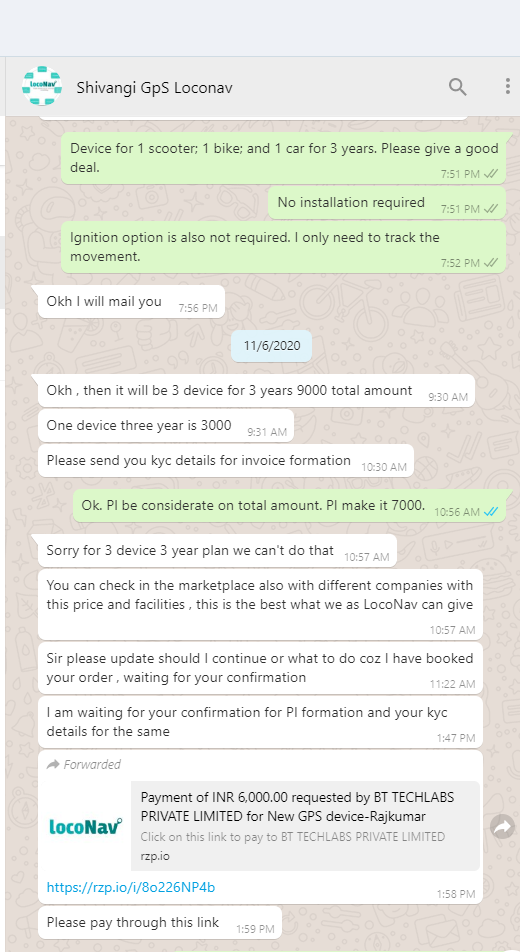 LocoNav
Shivangi GpS Loconav
Device for 1 scooter; 1 bike; and 1 car for 3 years. Please give a good
deal.
7:51 PM
No installation required
7:51 PM
Ignition option is also not required. I only need to track the
movement.
7:52 PM
Okh I will mail you
7:56 PM
11/6/2020
Okh , then it will be 3 device for 3 years 9000 total amount
9:30 AM
One device three year is 3000
9:31 AM
Please send you kyc details for invoice formation
10:30 AM
Ok. Pl be considerate on total amount. Pl make it 7000.
10:56 AM
Sorry for 3 device 3 year plan we can't do that
10:57 AM
You can check in the marketplace also with different companies with
this price and facilities , this is the best what we as LocoNav can give
10:57 AM
Sir please update should I continue or what to do coz I have booked
your order , waiting for your confirmation
11:22 AM
I am waiting for your confirmation for PI formation and your kyc
details for the same
1:47 PM
Forwarded
LocoNav
Payment of INR 6,000.00 requested by BT TECHLABS
PRIVATE LIMITED for New GPS device-Rajkumar
Click on this link to pay to BT TECHLABS PRIVATE LIMITED
rzp.io
https://rzp.io/i/8o226NP4b
1:58 PM
Please pay through this link
1:59 PM